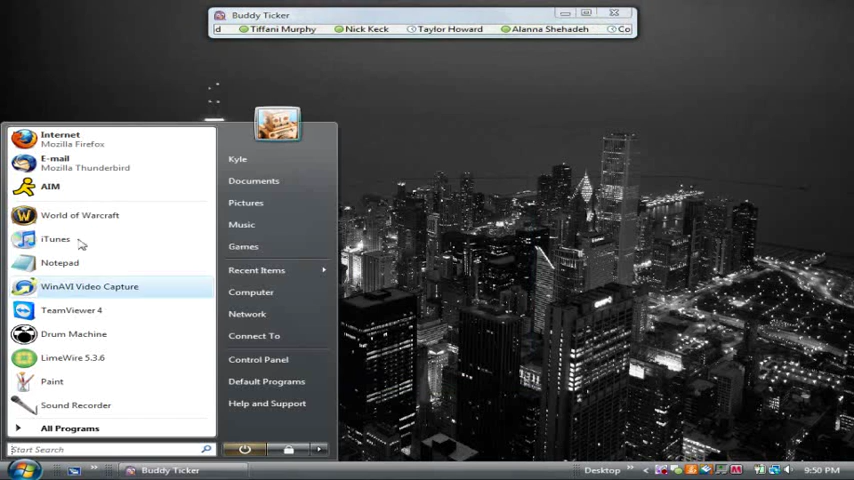 Buddy Ticker
d Tiffani Murphy Nick Keck Taylor Howard Alanna Shehadeh Co
Internet
Mozilla Firefox
E-mail
Mozilla Thunderbird
AIM
World of Warcraft
iTunes
Notepad
WinAVI Video Capture
TeamViewer 4
Drum Machine
LimeWire 5.3.6
Paint
Sound Recorder
All Programs
Start Search
Kyle
Documents
Pictures
Music
Games
Recent Items
Computer
Network
Connect To
Control Panel
Default Programs
Help and Support
Buddy Ticker
Desktop
9:50 PM